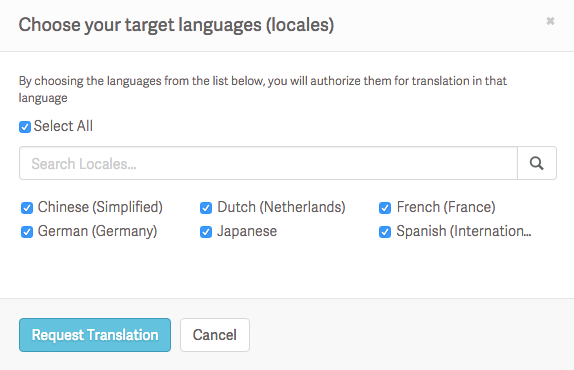 Choose your target languages (locales)
By choosing the languages from the list below, you will authorize them for translation in that
language
Select All
Search Locales...
Chinese (Simplified) Dutch (Netherlands) French (France)
German (Germany) Japanese Spanish (Internation...
Request Translation Cancel